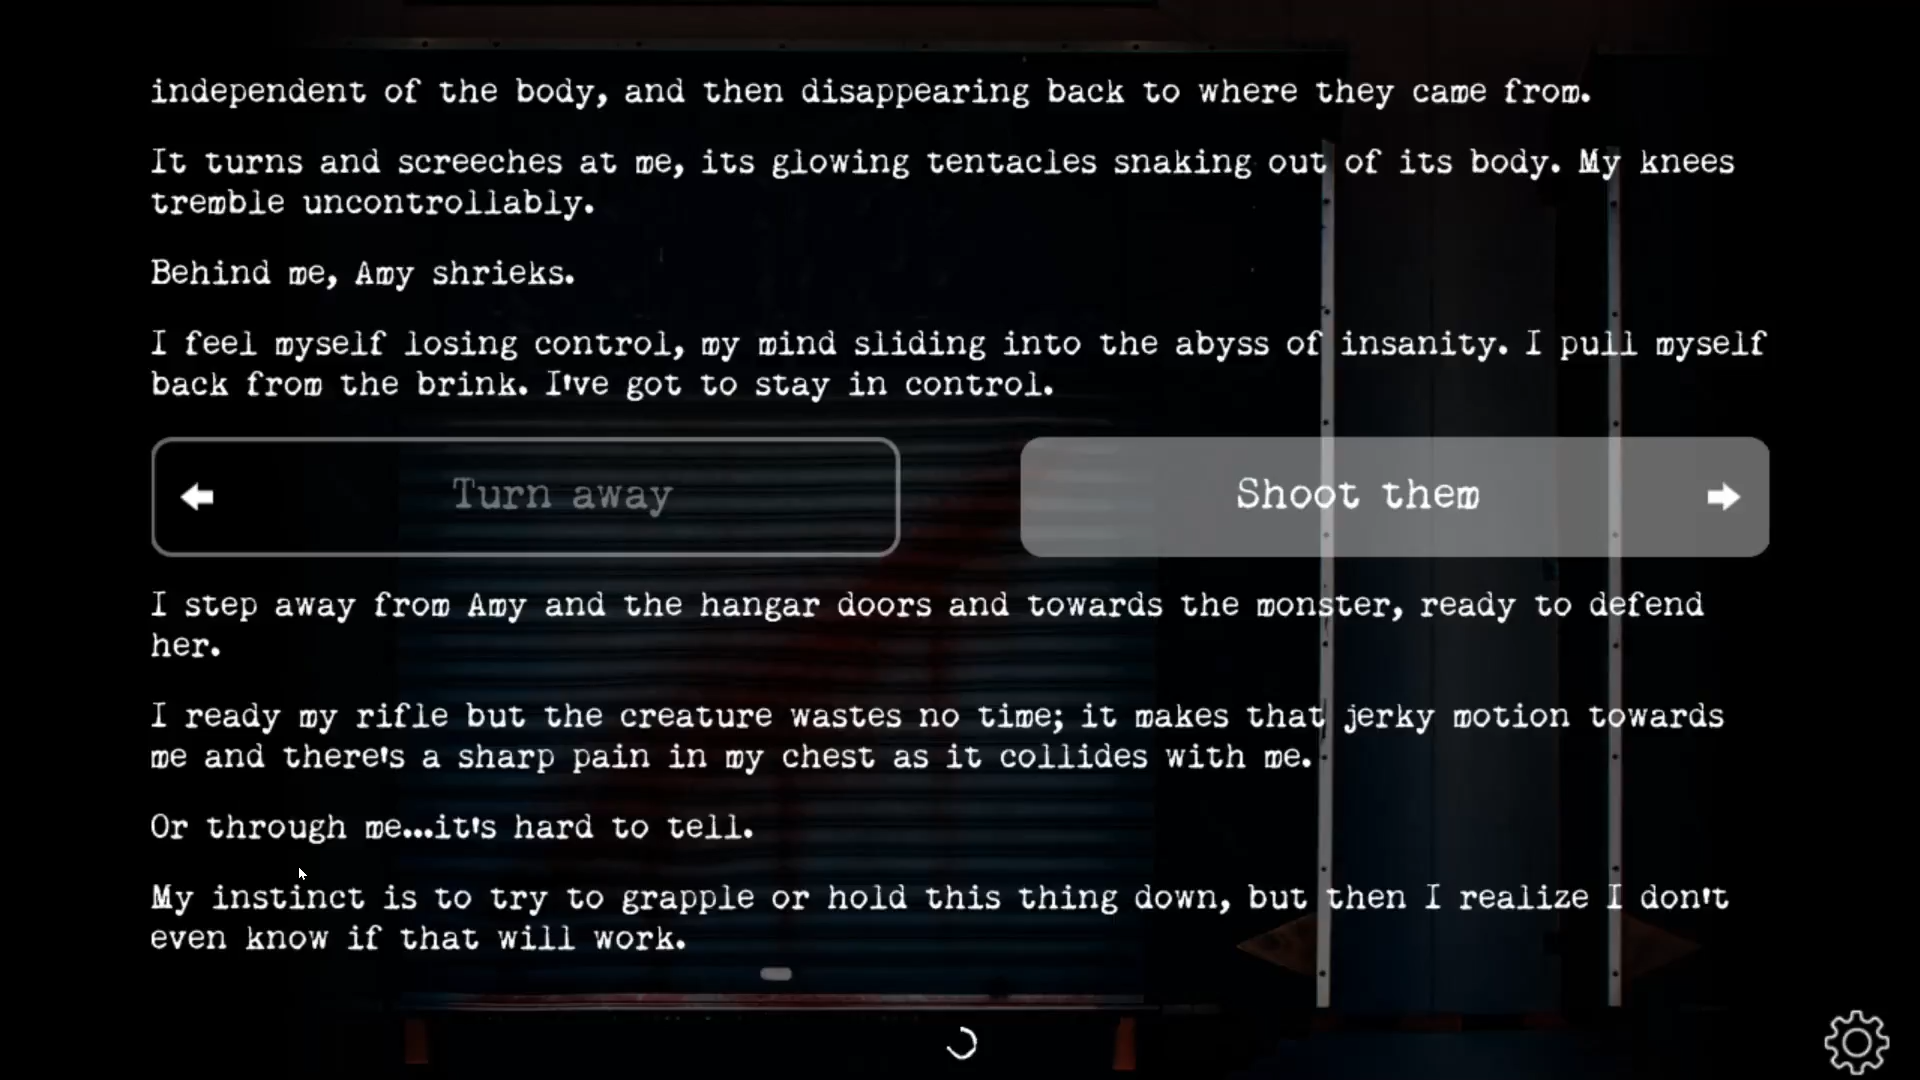 independent of the body, and then disappearing back to where they came from.
It turns and screeches at me, its glowing tentacles snaking out of its body. My knees
tremble uncontrollably.
Behind me, Amy shrieks.
I feel myself losing control, my mind sliding into the abyss of insanity. I pull myself
back from the brink. I've got to stay in control.
Turn away
Shoot them
I step away from Amy and the hangar doors and towards the monster, ready to defend
her.
I ready my rifle but the creature wastes no time; it makes that jerky motion towards
me and there's a sharp pain in my chest as it collides with me.
Or through me...it's hard to tell.
My instinct is to try to grapple or hold this thing down, but then I realize I don't
even know if that will work.